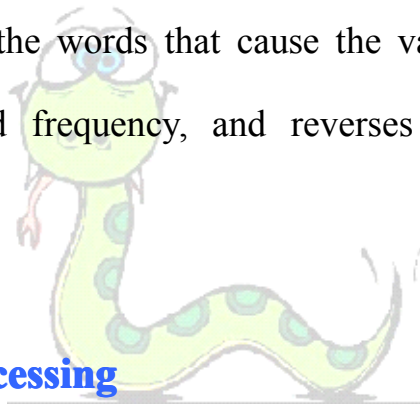 the words that cause the va
frequency, and reverses
cessing